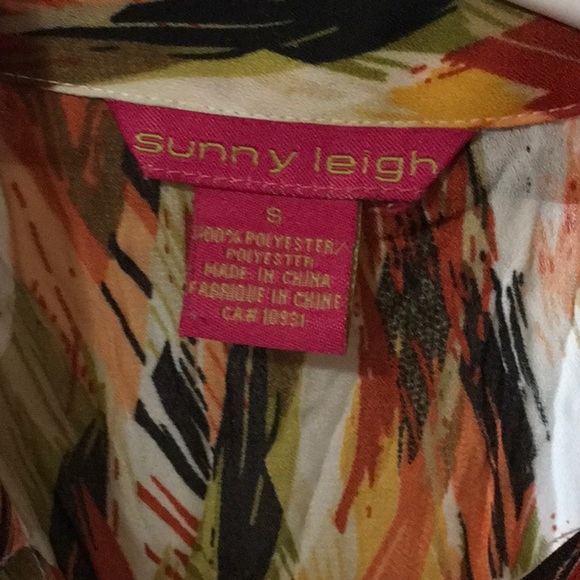 sunny leigh
S
100% POLYESTER/
POLYESTER
MADE IN CHINA
FABRIQUE IN CHINE
CA# 10931